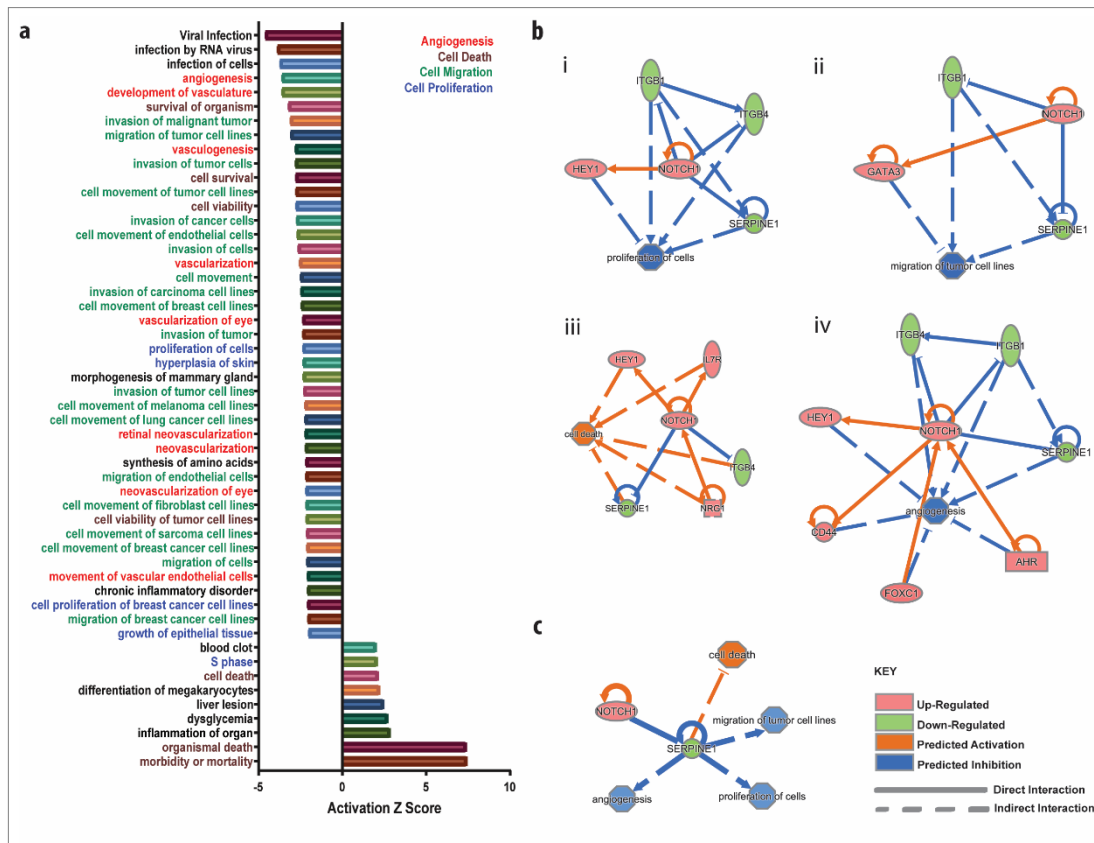 a
Viral Infection
infection by RNA virus
infection of cells
angiogenesis
development of vasculature
survival of organism
invasion of malignant tumor
migration of tumor cell lines
vasculogenesis
invasion of tumor cells
cell survival
cell movement of tumor cell lines
cell viability
invasion of cancer cells
cell movement of endothelial cells
invasion of cells
vascularization
cell movement
invasion of carcinoma cell lines
cell movement of breast cell lines
vascularization of eye
invasion of tumor
proliferation of cells
hyperplasia of skin
morphogenesis of mammary gland
invasion of tumor cell lines
cell movement of melanoma cell lines
cell movement of lung cancer cell lines
retinal neovascularization
neovascularization
synthesis of amino acids
migration of endothelial cells
neovascularization of eye
cell movement of fibroblast cell lines
cell viability of tumor cell lines
cell movement of sarcoma cell lines
cell movement of breast cancer cell lines
migration of cells
movement of vascular endothelial cells
chronic inflammatory disorder
cell proliferation of breast cancer cell lines
migration of breast cancer cell lines
growth of epithelial tissue
blood clot
S phase
cell death
differentiation of megakaryocytes
liver lesion
dysglycemia
inflammation of organ
organismal death
morbidity or mortality
-5 0 5 10
Activation Z Score
Angiogenesis
Cell Death
Cell Migration
Cell Proliferation
b
i
ITGB1
ITGB4
HEY1
NOTCH1
SERPINE1
proliferation of cells
ii
ITGB1
NOTCH1
GATA3
SERPINE1
migration of tumor cell lines
iii
HEY1
IL7R
NOTCH1
cell death
ITGB4
SERPINE1
NRG1
iv
ITGB4
ITGB1
HEY1
NOTCH1
SERPINE1
angiogenesis
CD44
AHR
FOXC1
c
cell death
NOTCH1
migration of tumor cell lines
SERPINE1
angiogenesis
proliferation of cells
KEY
Up-Regulated
Down-Regulated
Predicted Activation
Predicted Inhibition
Direct Interaction
Indirect Interaction